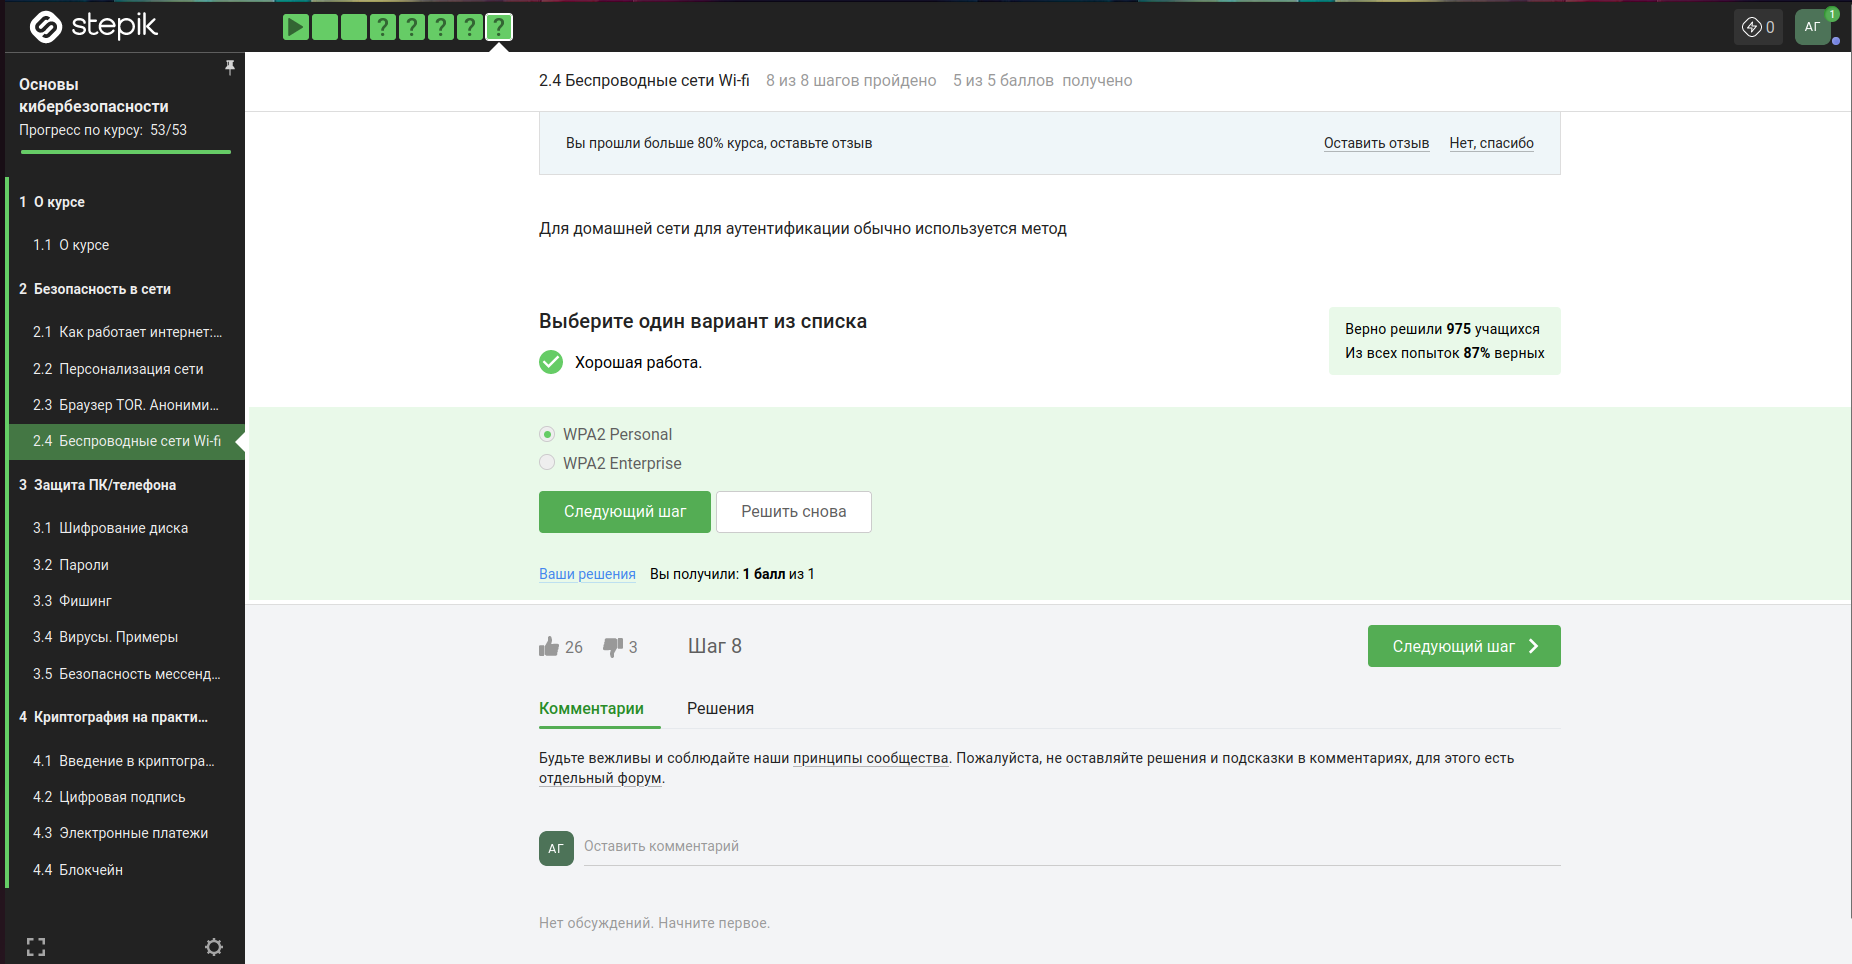 stepik
? ? ? ? ?
0
АГ
1
Основы
кибербезопасности
Прогресс по курсу: 53/53
1 О курсе
1.1 О курсе
2 Безопасность в сети
2.1 Как работает интернет:...
2.2 Персонализация сети
2.3 Браузер TOR. Аноними...
2.4 Беспроводные сети Wi-fi
3 Защита ПК/телефона
3.1 Шифрование диска
3.2 Пароли
3.3 Фишинг
3.4 Вирусы. Примеры
3.5 Безопасность мессенд...
4 Криптография на практи...
4.1 Введение в криптогра...
4.2 Цифровая подпись
4.3 Электронные платежи
4.4 Блокчейн
2.4 Беспроводные сети Wi-fi 8 из 8 шагов пройдено 5 из 5 баллов получено
Вы прошли больше 80% курса, оставьте отзыв
Оставить отзыв Нет, спасибо
Для домашней сети для аутентификации обычно используется метод
Выберите один вариант из списка
Хорошая работа.
Верно решили 975 учащихся
Из всех попыток 87% верных
WPA2 Personal
WPA2 Enterprise
Следующий шаг Решить снова
Ваши решения Вы получили: 1 балл из 1
26 3 Шаг 8
Следующий шаг
Комментарии Решения
Будьте вежливы и соблюдайте наши принципы сообщества. Пожалуйста, не оставляйте решения и подсказки в комментариях, для этого есть
отдельный форум.
АГ Оставить комментарий
Нет обсуждений. Начните первое.